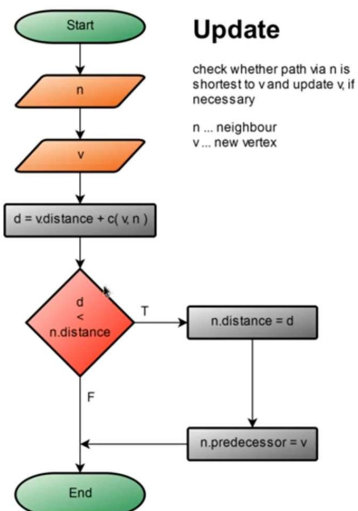 Start
Update
check whether path via n is
shortest to v and update v, if
necessary
n
n ... neighbour
v ... new vertex
v
d = v.distance + c( v, n )
d
<
n.distance
T
n.distance = d
F
n.predecessor = v
End